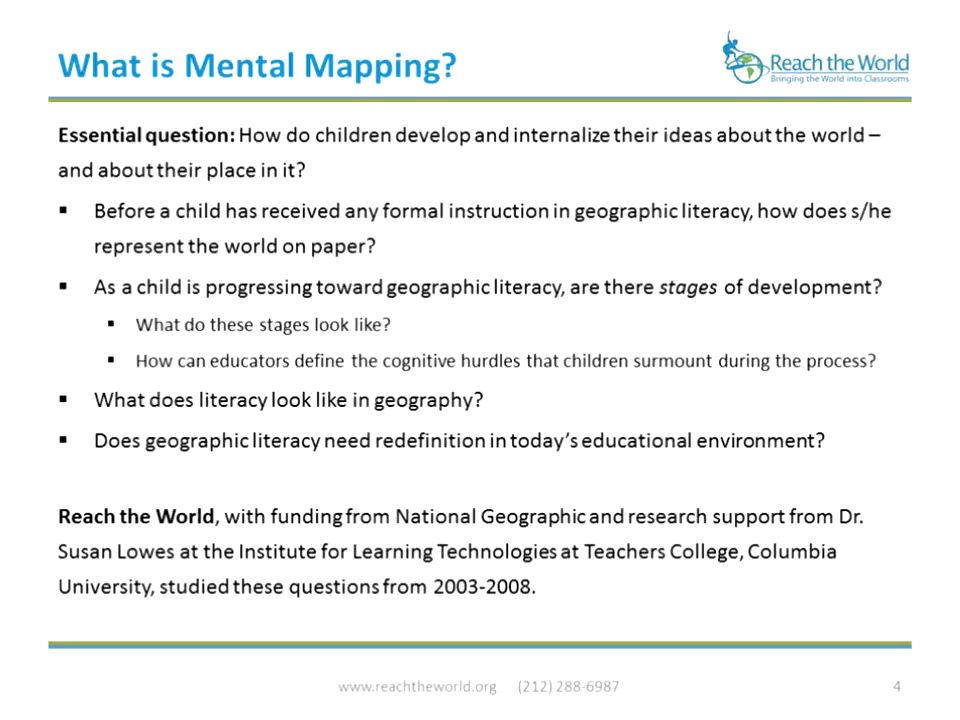 What is Mental Mapping?
Reach the World
Bringing the World into Classrooms
Essential question: How do children develop and internalize their ideas about the world –
and about their place in it?
▪ Before a child has received any formal instruction in geographic literacy, how does s/he
represent the world on paper?
▪ As a child is progressing toward geographic literacy, are there stages of development?
▪ What do these stages look like?
▪ How can educators define the cognitive hurdles that children surmount during the process?
▪ What does literacy look like in geography?
▪ Does geographic literacy need redefinition in today's educational environment?
Reach the World, with funding from National Geographic and research support from Dr.
Susan Lowes at the Institute for Learning Technologies at Teachers College, Columbia
University, studied these questions from 2003-2008.
www.reachtheworld.org (212) 288-6987
4